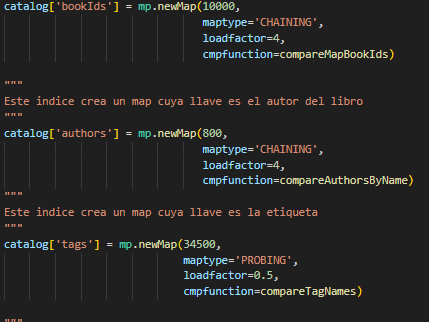 catalog['bookIds'] = mp.newMap(10000,
maptype='CHAINING',
loadfactor=4,
cmpfunction=compareMapBookIds)
"""
Este indice crea un map cuya llave es el autor del libro
"""
catalog['authors'] = mp.newMap(800,
maptype='CHAINING',
loadfactor=4,
cmpfunction=compareAuthorsByName)
"""
Este indice crea un map cuya llave es la etiqueta
"""
catalog['tags'] = mp.newMap(34500,
maptype='PROBING',
loadfactor=0.5,
cmpfunction=compareTagNames)
"""